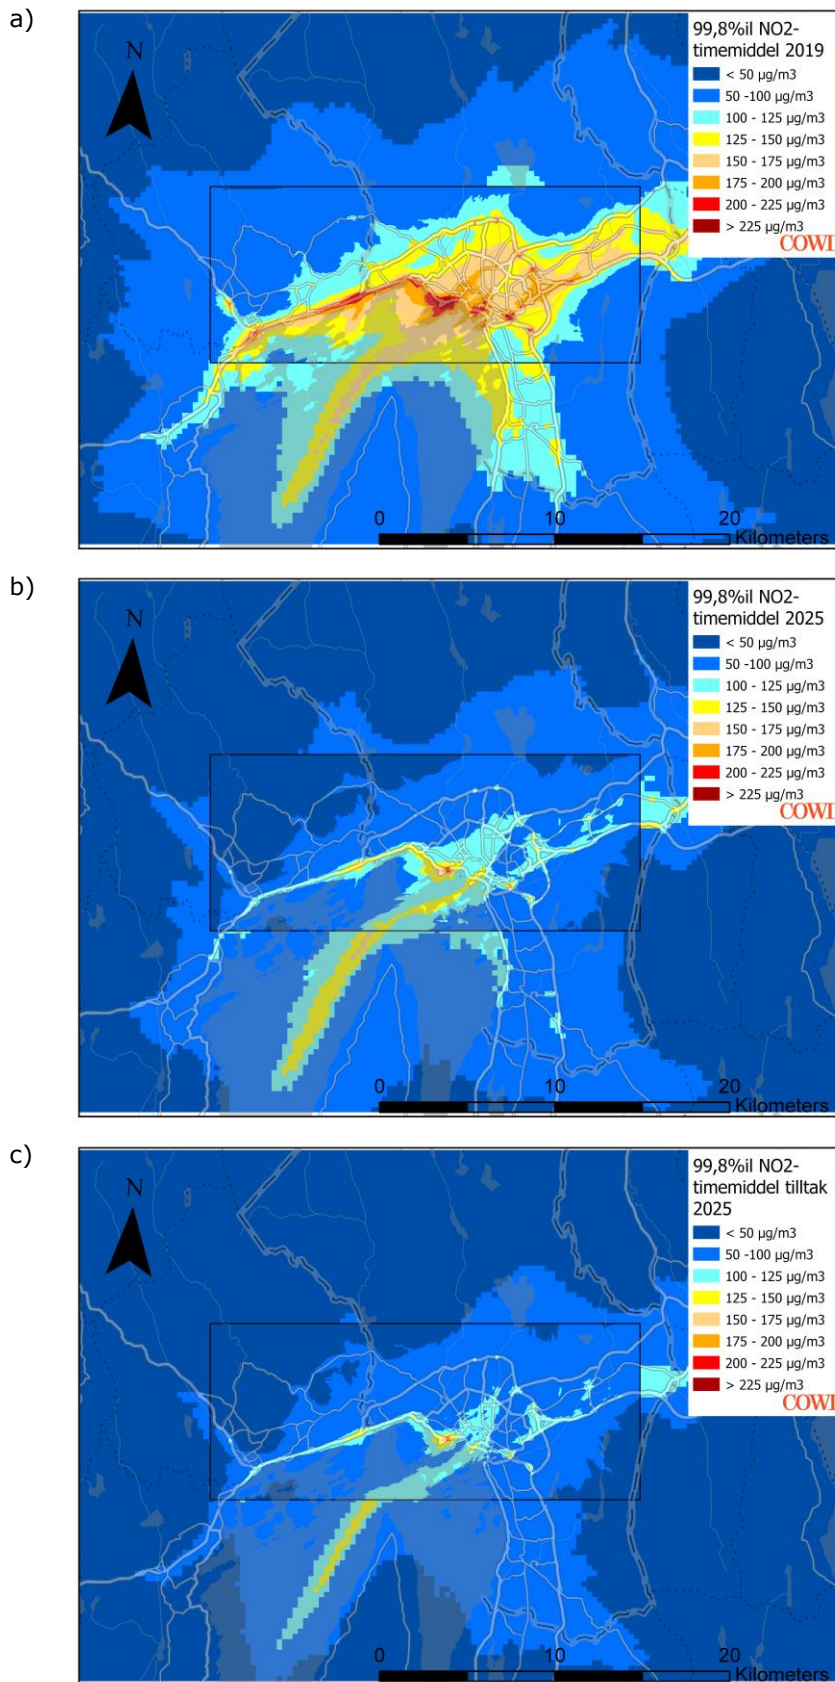 a)
N
99,8%il NO2-
timemiddel 2019
< 50 µg/m3
50 -100 µg/m3
100 - 125 µg/m3
125 - 150 µg/m3
150 - 175 µg/m3
175 - 200 µg/m3
200 - 225 µg/m3
> 225 µg/m3
COWI
0 10 20
Kilometers
b)
N
99,8%il NO2-
timemiddel 2025
< 50 µg/m3
50 -100 µg/m3
100 - 125 µg/m3
125 - 150 µg/m3
150 - 175 µg/m3
175 - 200 µg/m3
200 - 225 µg/m3
> 225 µg/m3
COWI
0 10 20
Kilometers
c)
N
99,8%il NO2-
timemiddel tilltak
2025
< 50 µg/m3
50 -100 µg/m3
100 - 125 µg/m3
125 - 150 µg/m3
150 - 175 µg/m3
175 - 200 µg/m3
200 - 225 µg/m3
> 225 µg/m3
COWI
0 10 20
Kilometers